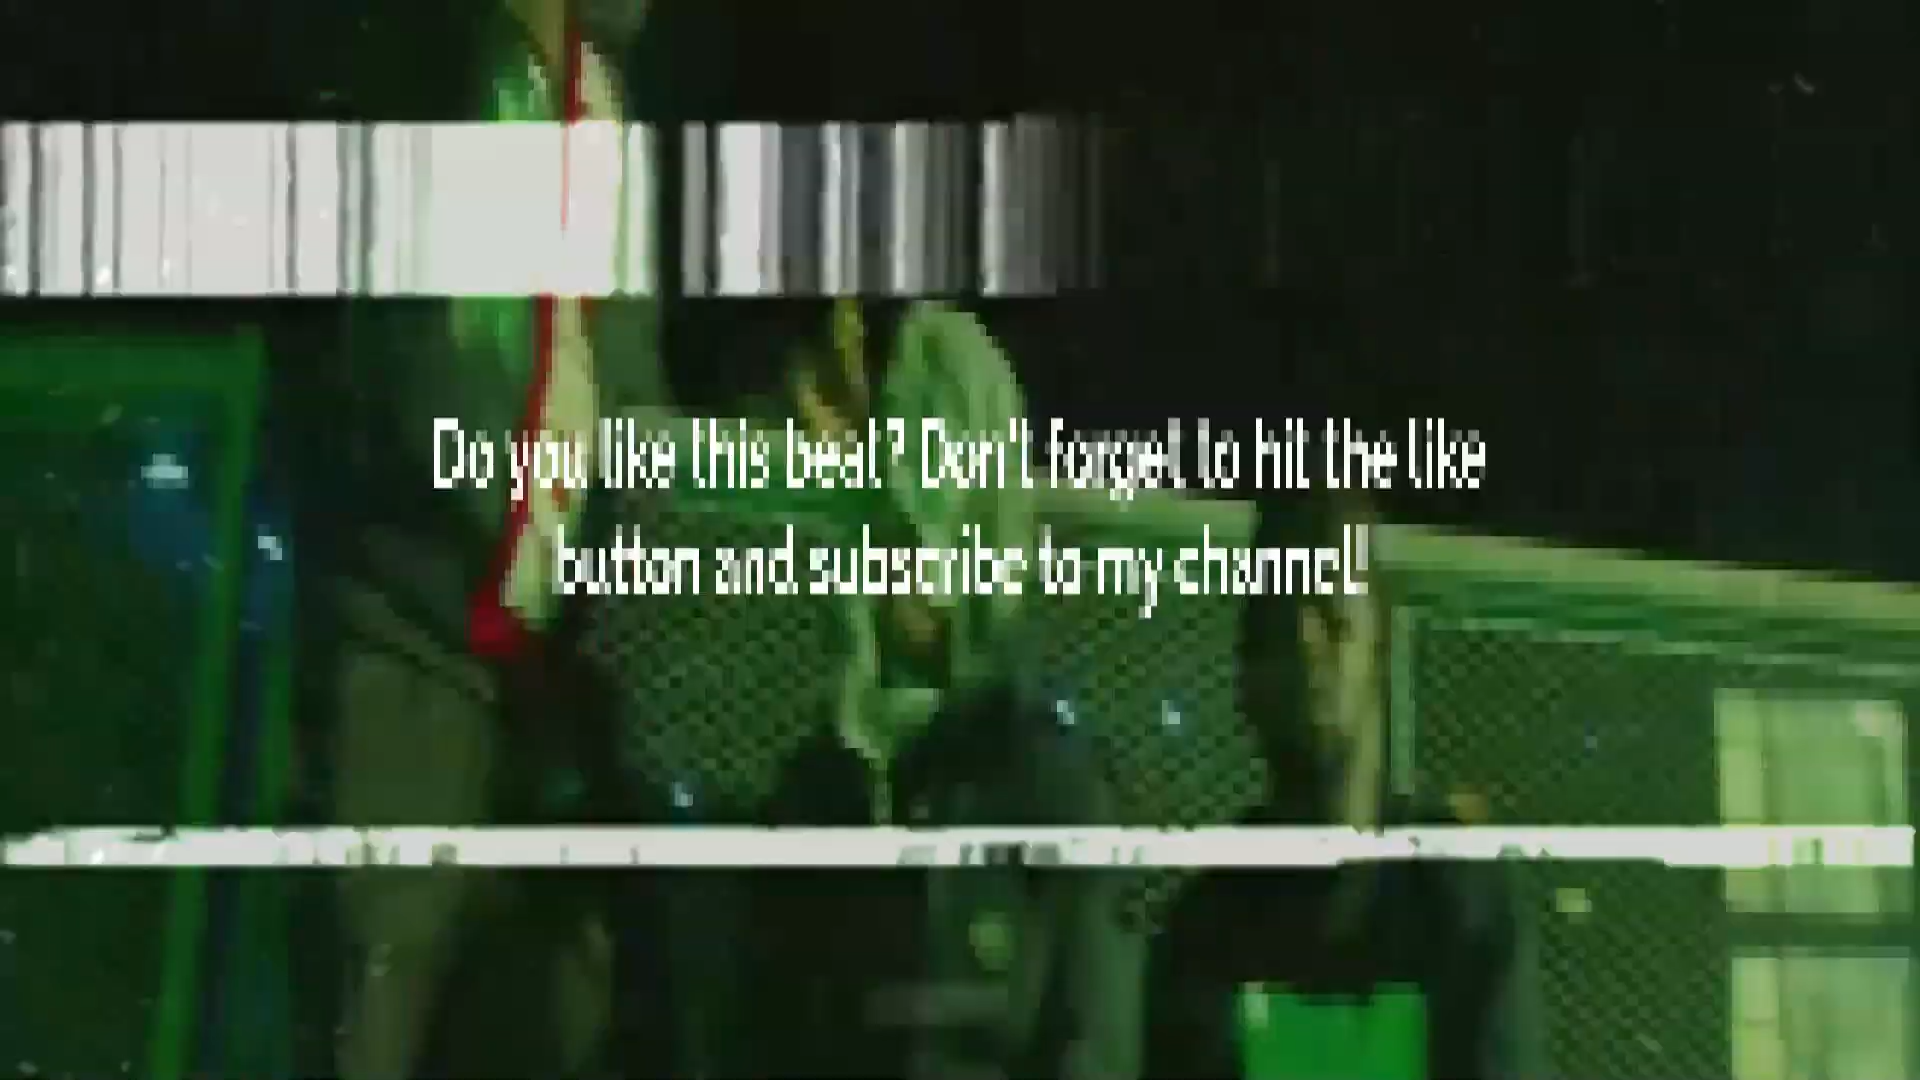 Do you like this beat? Don't forget to hit the like
button and subscribe to my channel!